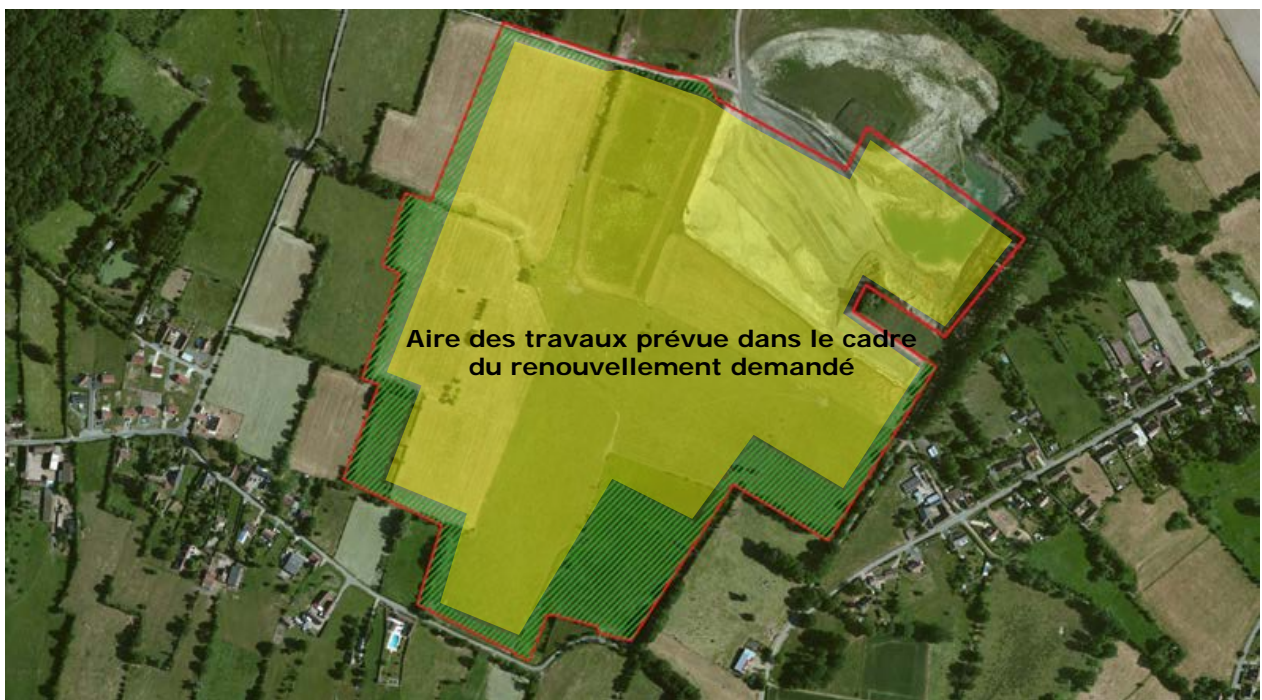 Aire des travaux prévue dans le cadre
du renouvellement demandé